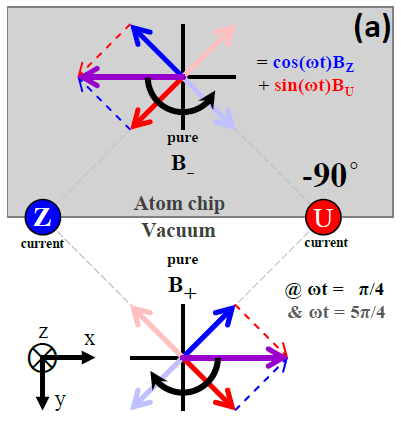 (a)
= cos(ωt)B_Z
+ sin(ωt)B_U
pure
B_-
-90°
Atom chip
Z
U
current
Vacuum
current
pure
B_+
@ ωt = π/4
& ωt = 5π/4
z
x
y